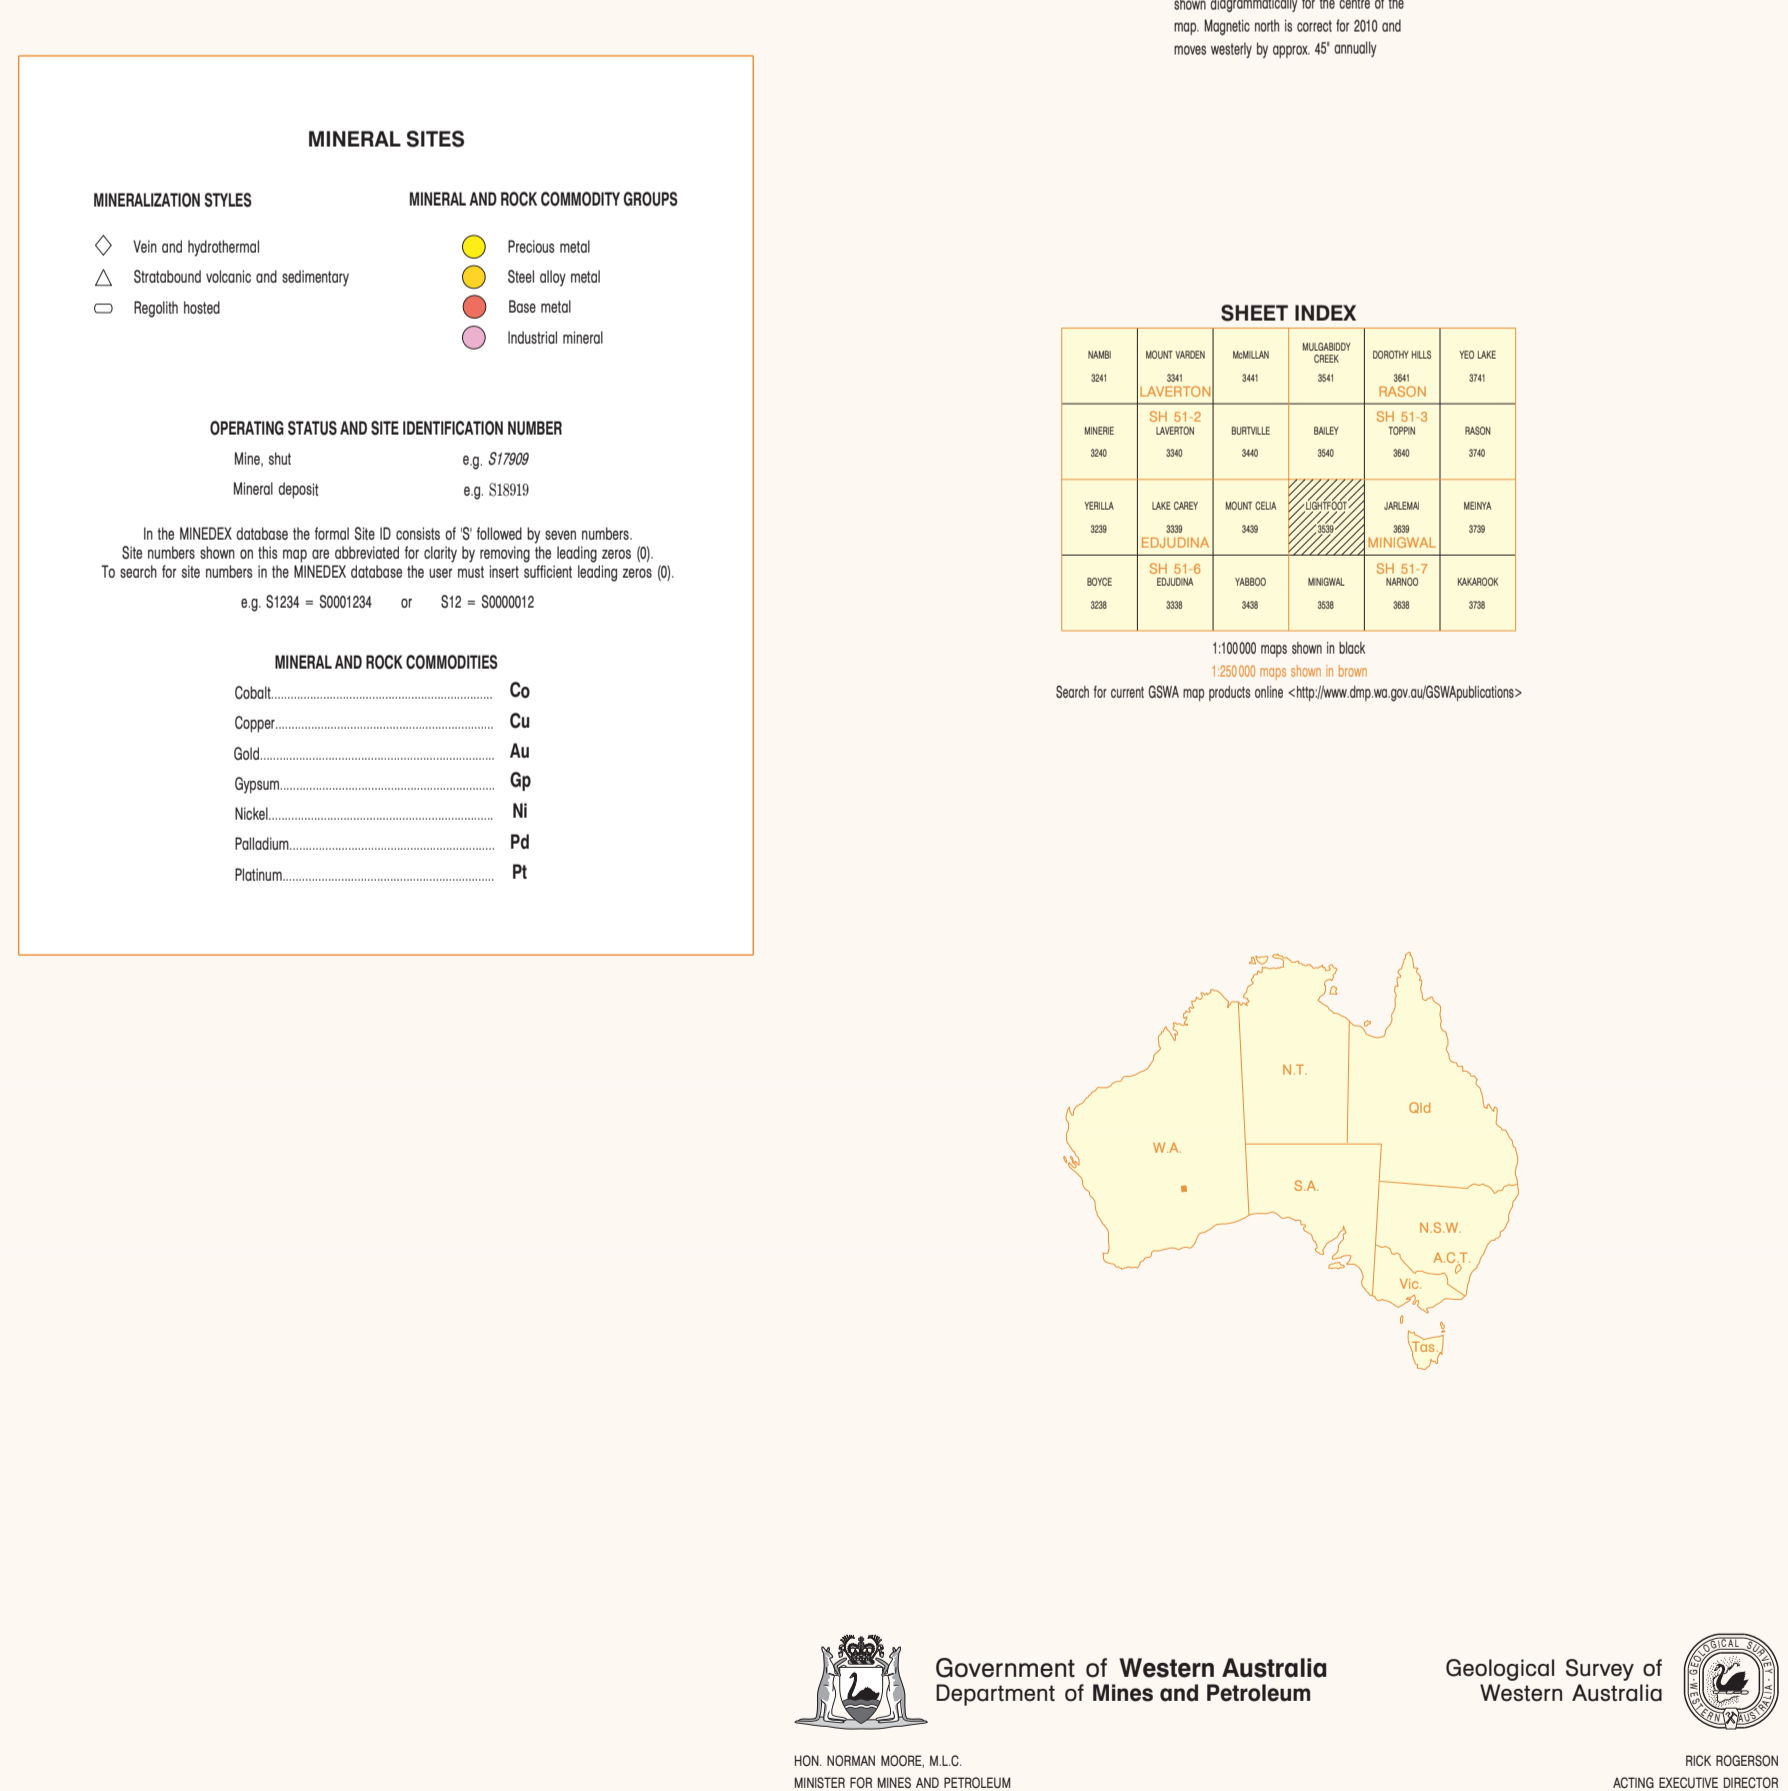 shown diagrammatically for the centre of the
map. Magnetic north is correct for 2010 and
moves westerly by approx. 45" annually
MINERAL SITES
MINERALIZATION STYLES
Vein and hydrothermal
Stratabound volcanic and sedimentary
Regolith hosted
MINERAL AND ROCK COMMODITY GROUPS
Precious metal
Steel alloy metal
Base metal
Industrial mineral
OPERATING STATUS AND SITE IDENTIFICATION NUMBER
Mine, shut e.g. S17909
Mineral deposit e.g. S18919
In the MINEDEX database the formal Site ID consists of 'S' followed by seven numbers.
Site numbers shown on this map are abbreviated for clarity by removing the leading zeros (0).
To search for site numbers in the MINEDEX database the user must insert sufficient leading zeros (0).
e.g. S1234 = S0001234 or S12 = S0000012
MINERAL AND ROCK COMMODITIES
Cobalt Co
Copper Cu
Gold Au
Gypsum Gp
Nickel Ni
Palladium Pd
Platinum Pt
SHEET INDEX
NAMBI MOUNT VARDEN McMILLAN MULGABIDDY CREEK DOROTHY HILLS YEO LAKE
3241 3341 3441 3541 3641 3741
LAVERTON RASON
SH 51-2 SH 51-3
MINERIE LAVERTON BURTVILLE BAILEY TOPPIN RASON
3240 3340 3440 3540 3640 3740
YERILLA LAKE CAREY MOUNT CELIA LIGHTFOOT JARLEMAI MEINYA
3239 3339 3439 3539 3639 3739
EDJUDINA MINIGWAL
SH 51-6 SH 51-7
BOYCE EDJUDINA YABBOO MINIGWAL NARNOO KAKAROOK
3238 3338 3438 3538 3638 3738
1:100 000 maps shown in black
1:250 000 maps shown in brown
Search for current GSWA map products online <http://www.dmp.wa.gov.au/GSWApublications>
N.T.
Qld
W.A.
S.A.
N.S.W.
A.C.T.
Vic.
Tas.
Government of Western Australia
Department of Mines and Petroleum
Geological Survey of
Western Australia
GEOLOGICAL SURVEY
WESTERN AUSTRALIA
HON. NORMAN MOORE, M.L.C.
MINISTER FOR MINES AND PETROLEUM
RICK ROGERSON
ACTING EXECUTIVE DIRECTOR